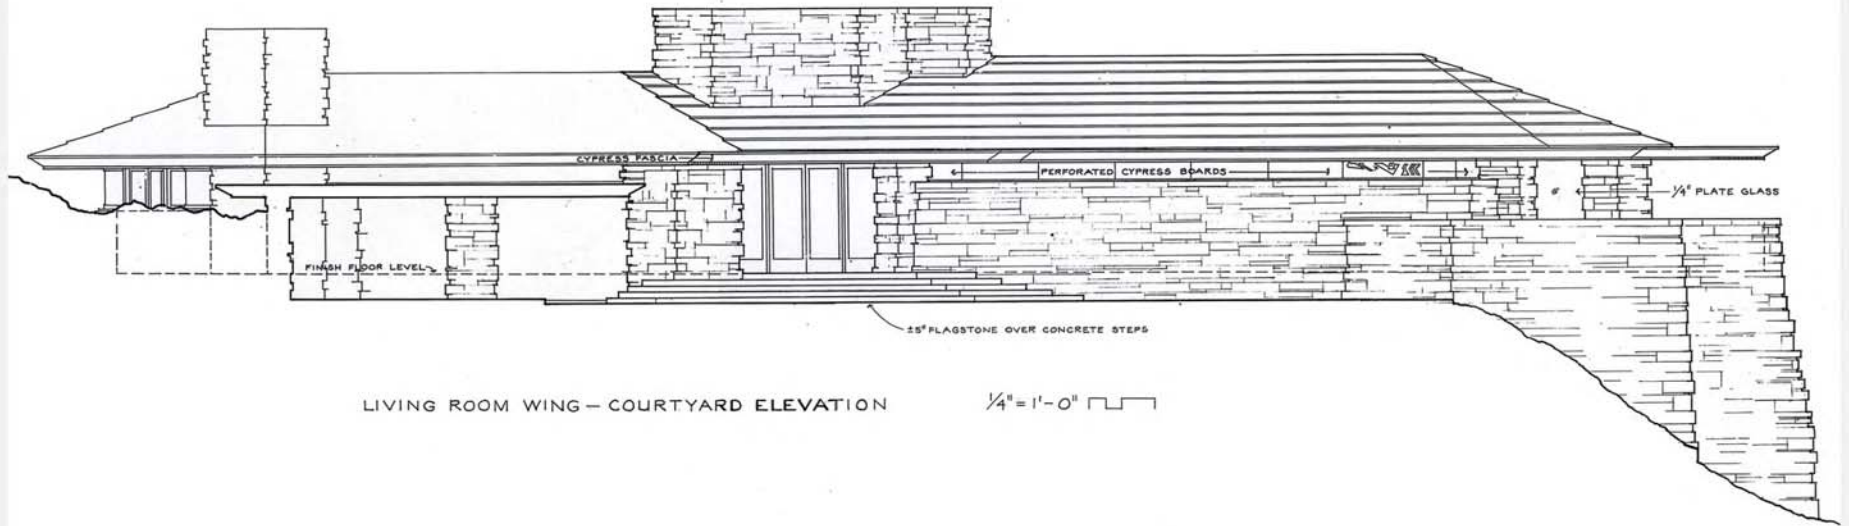 CYPRESS FASCIA
PERFORATED CYPRESS BOARDS
1/4" PLATE GLASS
FINISH FLOOR LEVEL
±5" FLAGSTONE OVER CONCRETE STEPS
LIVING ROOM WING – COURTYARD ELEVATION 1/4" = 1'-0"